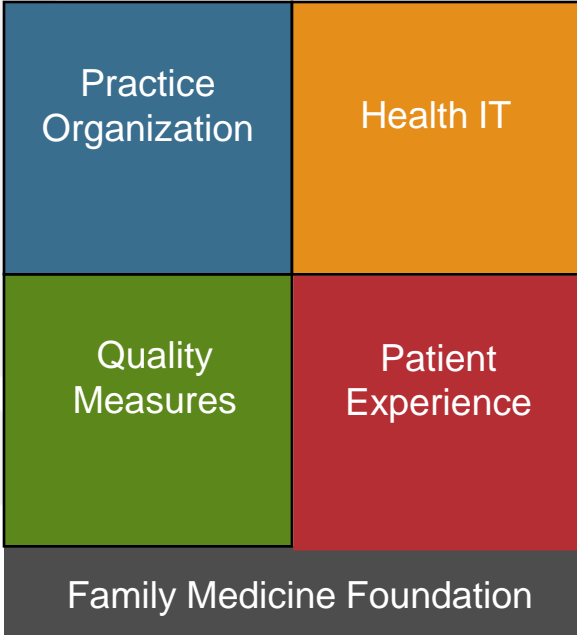 Practice
Organization
Health IT
Quality
Measures
Patient
Experience
Family Medicine Foundation